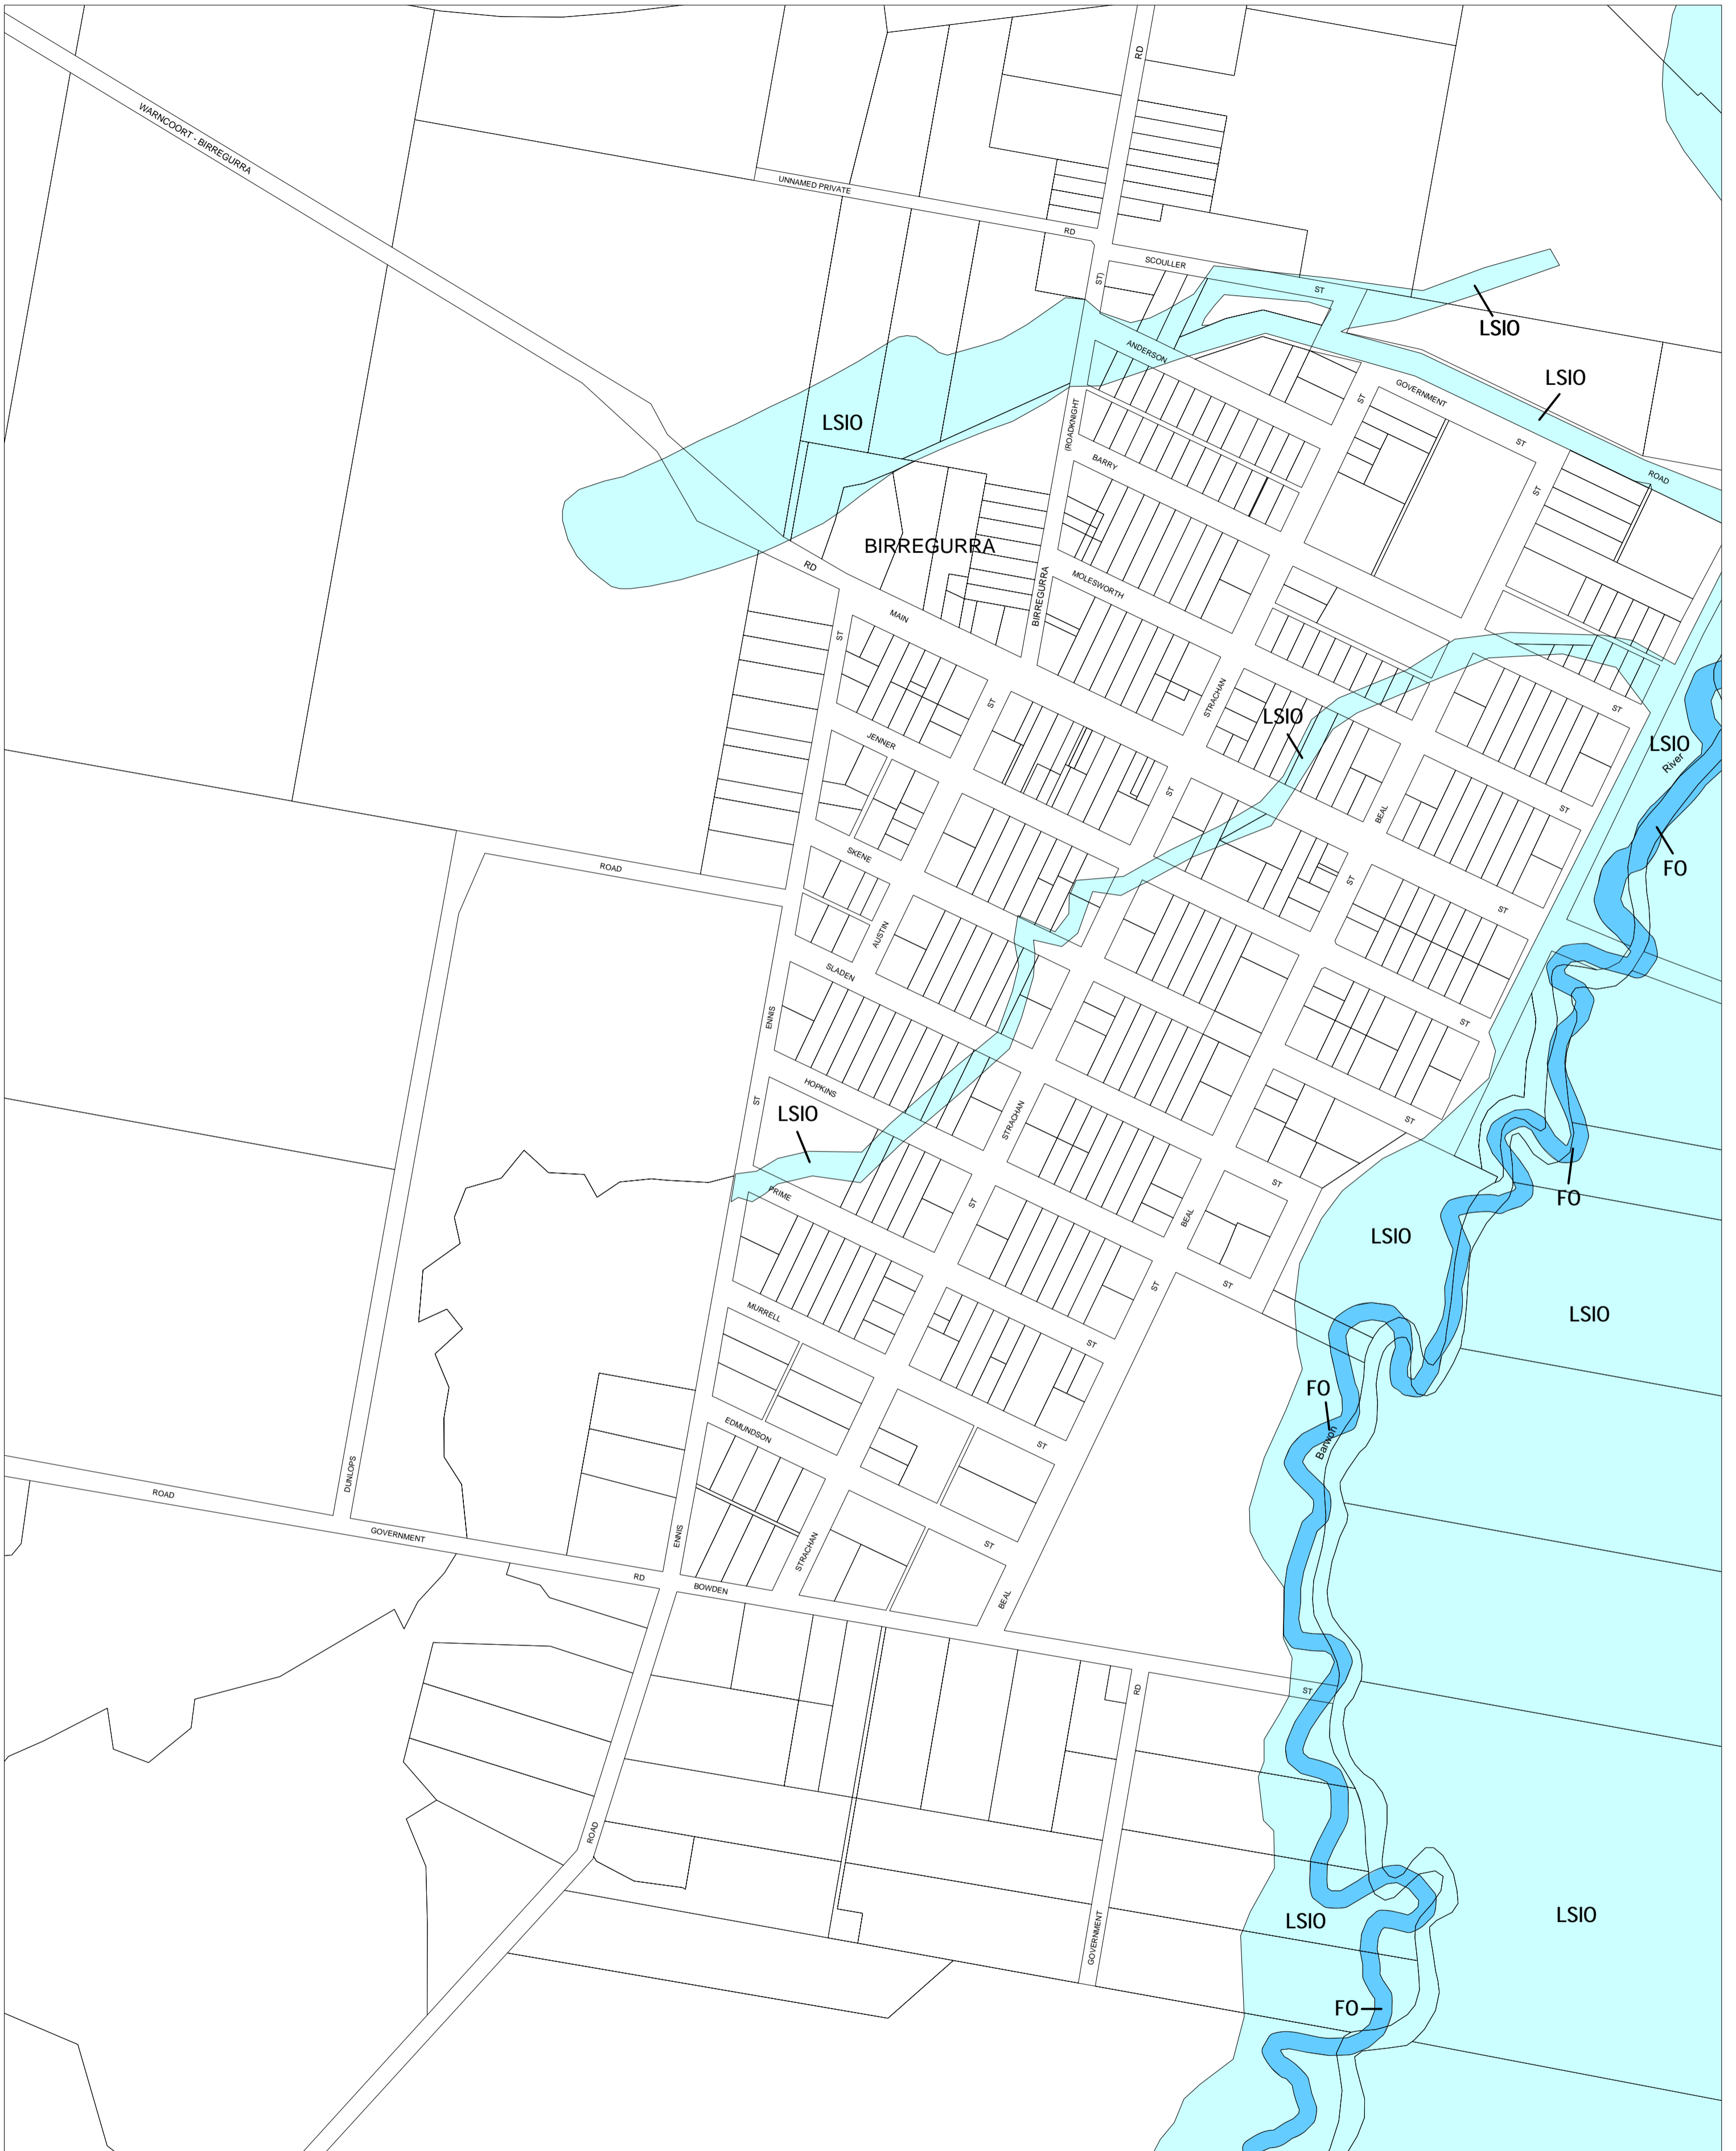 RD
WARNCOORT - BIRREGURRA
UNNAMED PRIVATE
RD
SCOULLER
ST)
ST
LSIO
ANDERSON
LSIO
GOVERNMENT
ST
(ROADKNIGHT
LSIO
ST
BARRY
ROAD
ST
BIRREGURRA
RD
MOLESWORTH
BIRREGURRA
MAIN
ST
STRACHAN
ST
LSIO
ST
JENNER
LSIO
River
ST
BEAL
ST
SKENE
FO
ROAD
ST
ST
AUSTIN
SLADEN
ENNIS
ST
HOPKINS
ST
LSIO
STRACHAN
ST
ST
PRIME
ST
FO
BEAL
LSIO
ST
ST
MURRELL
LSIO
ST
FO
EDMUNDSON
ST
Barwon
DUNLOPS
ROAD
GOVERNMENT
ENNIS
STRACHAN
ST
RD
BOWDEN
BEAL
RD
ST
ROAD
LSIO
LSIO
GOVERNMENT
FO